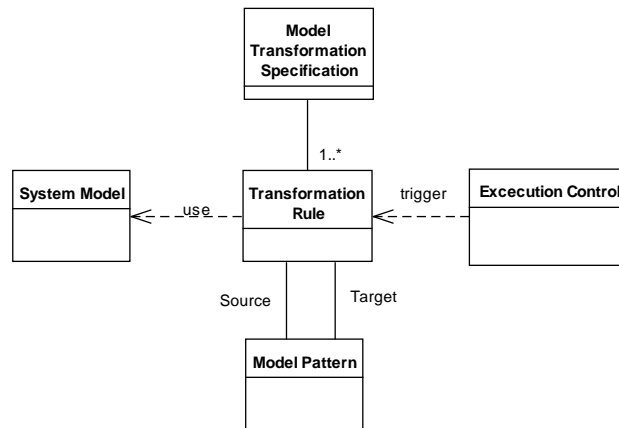 Model
Transformation
Specification
1..*
System Model
use
Transformation
Rule
trigger
Excecution Control
Source
Target
Model Pattern